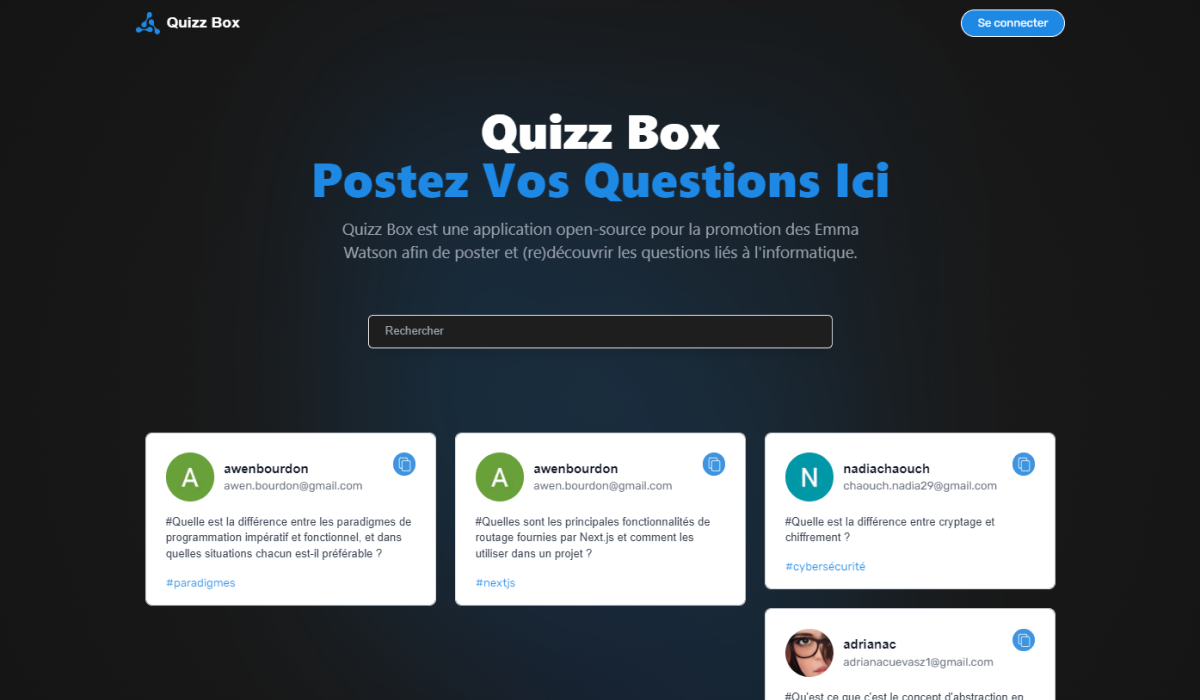 Quizz Box
Se connecter
Quizz Box
Postez Vos Questions Ici
Quizz Box est une application open-source pour la promotion des Emma
Watson afin de poster et (re)découvrir les questions liés à l'informatique.
Rechercher
A
awenbourdon
awen.bourdon@gmail.com
#Quelle est la différence entre les paradigmes de
programmation impératif et fonctionnel, et dans
quelles situations chacun est-il préférable ?
#paradigmes
A
awenbourdon
awen.bourdon@gmail.com
#Quelles sont les principales fonctionnalités de
routage fournies par Next.js et comment les
utiliser dans un projet ?
#nextjs
N
nadiachaouch
chaouch.nadia29@gmail.com
#Quelle est la différence entre cryptage et
chiffrement ?
#cybersécurité
adrianac
adrianacuevasz1@gmail.com
#Qu'est ce que c'est le concept d'abstraction en